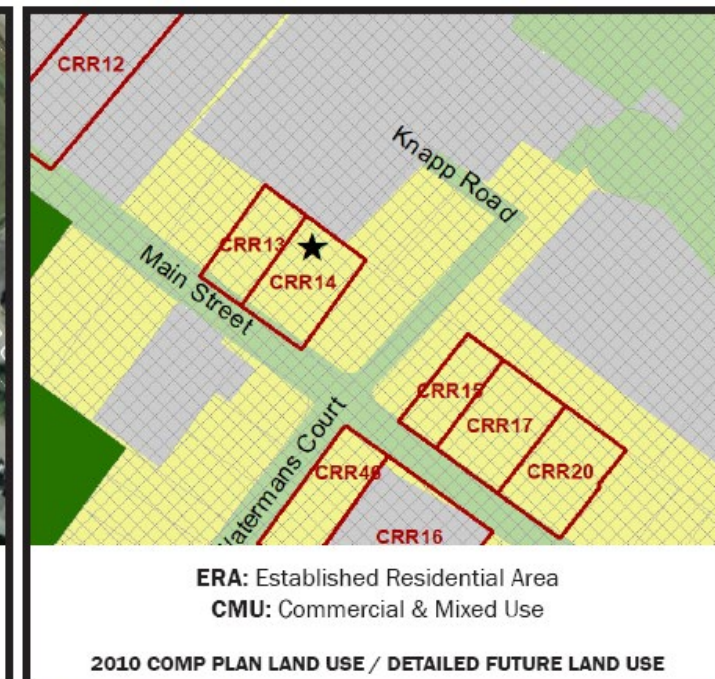 CRR12
Knapp Road
CRR13
CRR14
Main Street
CRR15
CRR17
CRR20
Watermans Court
CRR46
CRR16
ERA: Established Residential Area
CMU: Commercial & Mixed Use
2010 COMP PLAN LAND USE / DETAILED FUTURE LAND USE